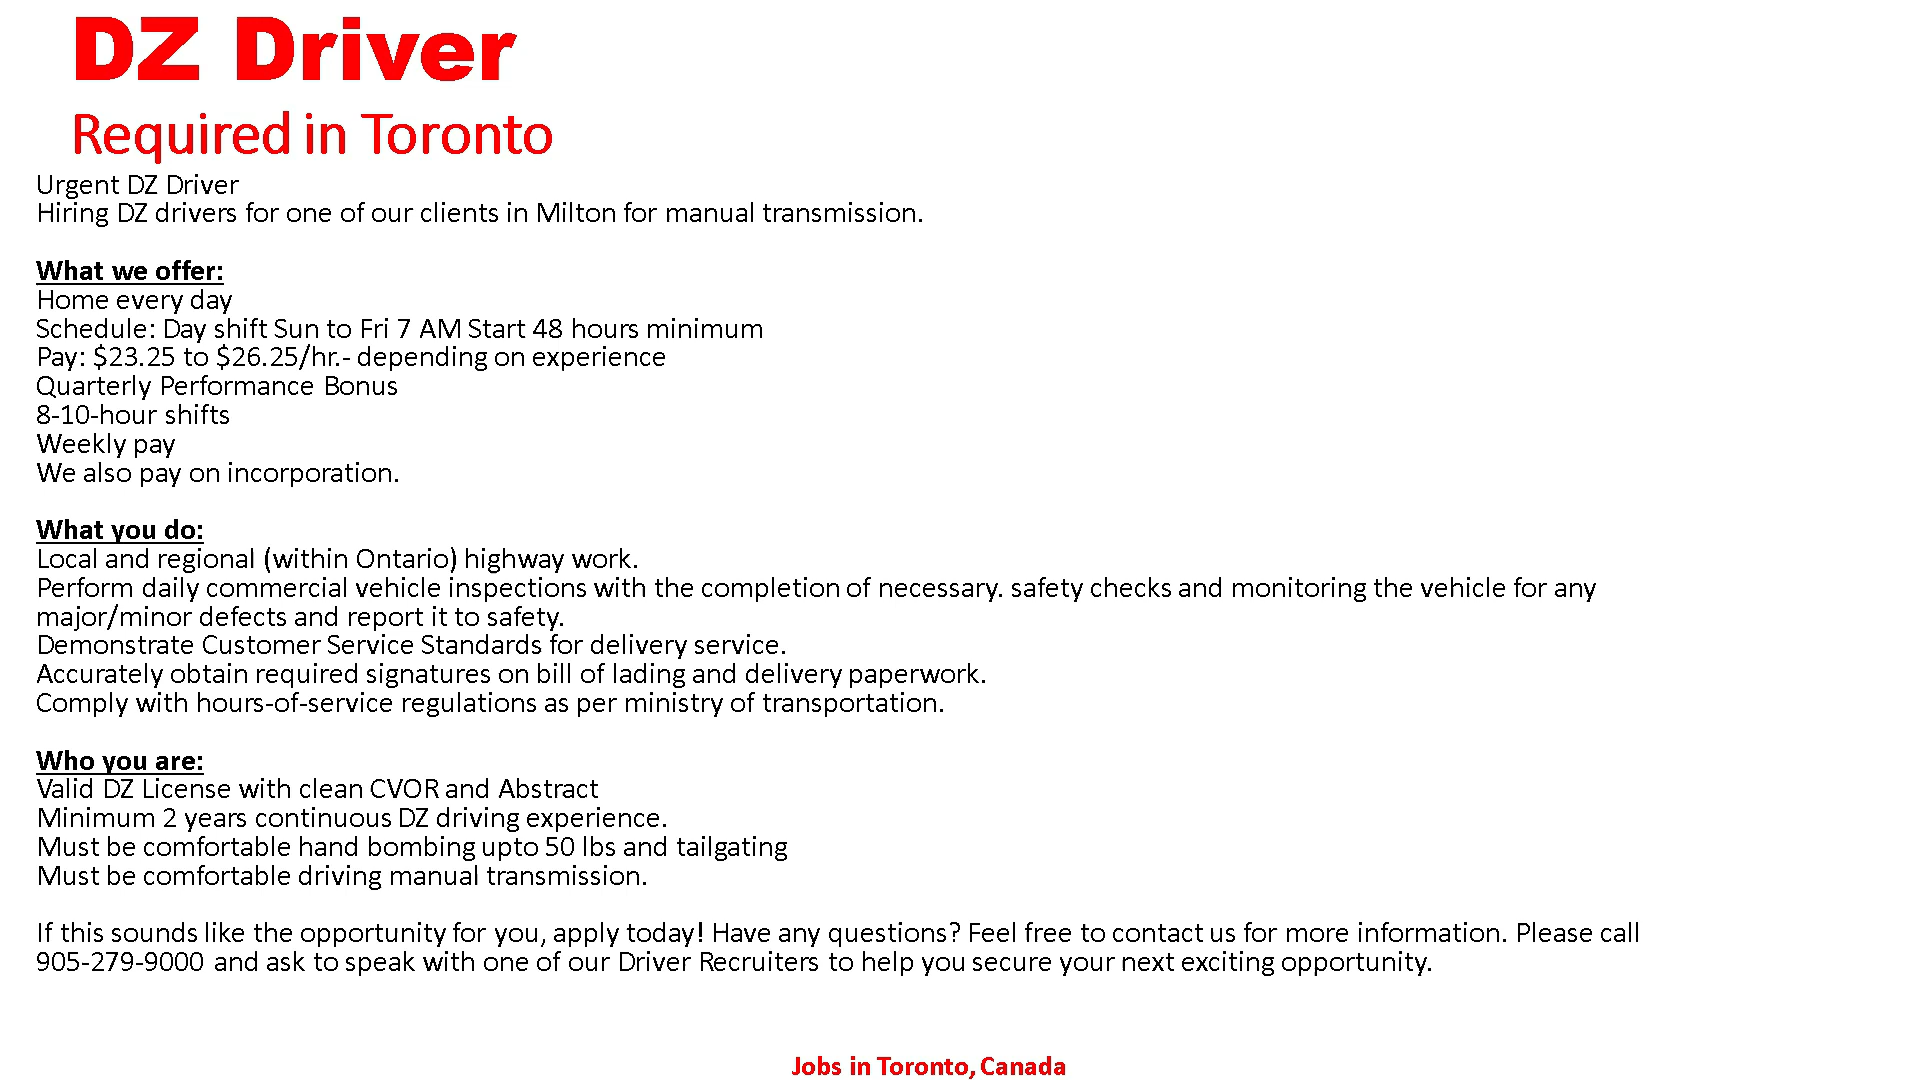 DZ Driver
Required in Toronto
Urgent DZ Driver
Hiring DZ drivers for one of our clients in Milton for manual transmission.
What we offer:
Home every day
Schedule: Day shift Sun to Fri 7 AM Start 48 hours minimum
Pay: $23.25 to $26.25/hr.- depending on experience
Quarterly Performance Bonus
8-10-hour shifts
Weekly pay
We also pay on incorporation.
What you do:
Local and regional (within Ontario) highway work.
Perform daily commercial vehicle inspections with the completion of necessary. safety checks and monitoring the vehicle for any
major/minor defects and report it to safety.
Demonstrate Customer Service Standards for delivery service.
Accurately obtain required signatures on bill of lading and delivery paperwork.
Comply with hours-of-service regulations as per ministry of transportation.
Who you are:
Valid DZ License with clean CVOR and Abstract
Minimum 2 years continuous DZ driving experience.
Must be comfortable hand bombing upto 50 lbs and tailgating
Must be comfortable driving manual transmission.
If this sounds like the opportunity for you, apply today! Have any questions? Feel free to contact us for more information. Please call
905-279-9000 and ask to speak with one of our Driver Recruiters to help you secure your next exciting opportunity.
Jobs in Toronto, Canada